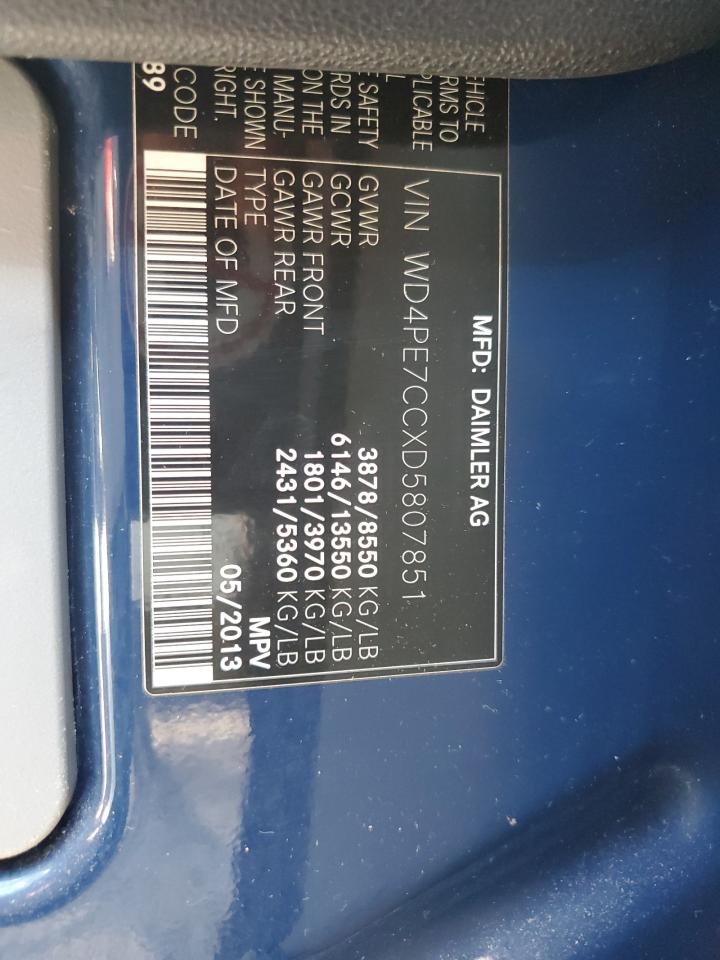 EHICLE
RMS TO
PLICABLE
L
E SAFETY
RDS IN
ON THE
MANU-
E SHOWN
RIGHT.
CODE
89
MFD: DAIMLER AG
VIN WD4PE7CCXD5807851
GVWR 3878/8550 KG/LB
GCWR 6146/13550 KG/LB
GAWR FRONT 1801/3970 KG/LB
GAWR REAR 2431/5360 KG/LB
TYPE MPV
DATE OF MFD 05/2013